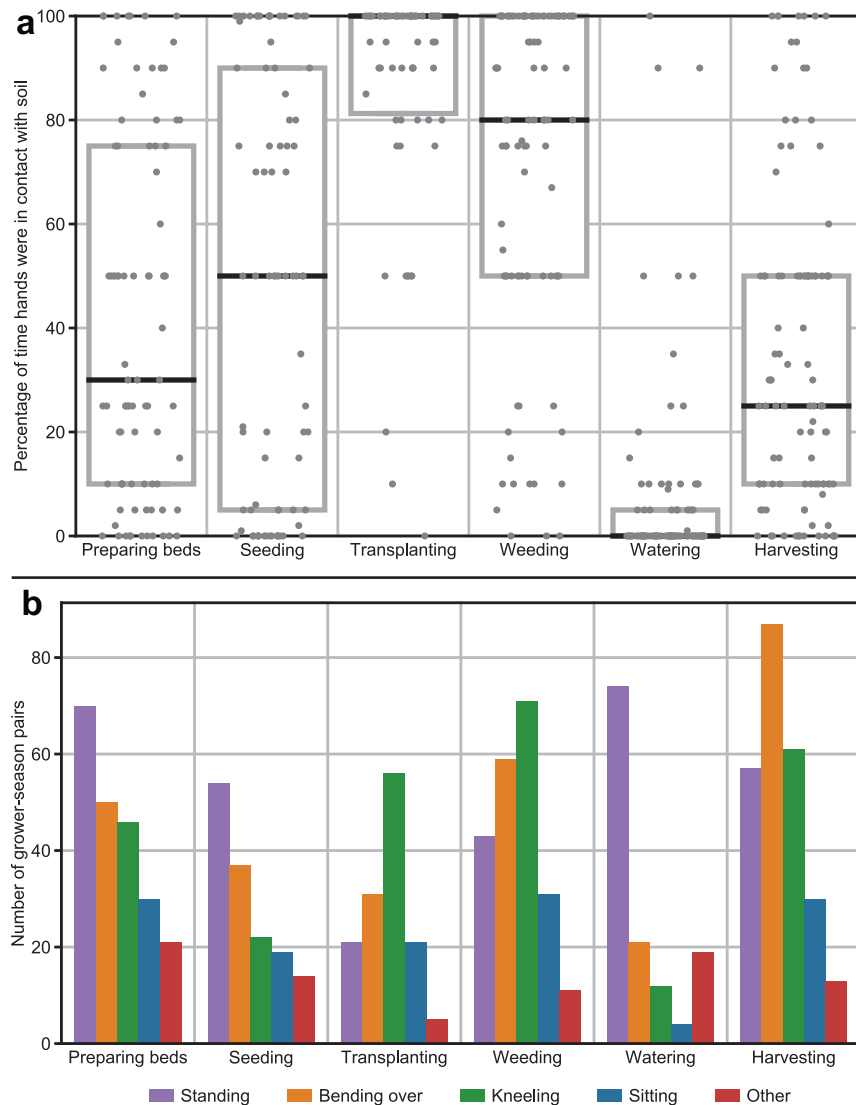 a
Percentage of time hands were in contact with soil
100
80
60
40
20
0
Preparing beds Seeding Transplanting Weeding Watering Harvesting
b
Number of grower-season pairs
80
60
40
20
0
Preparing beds Seeding Transplanting Weeding Watering Harvesting
Standing Bending over Kneeling Sitting Other